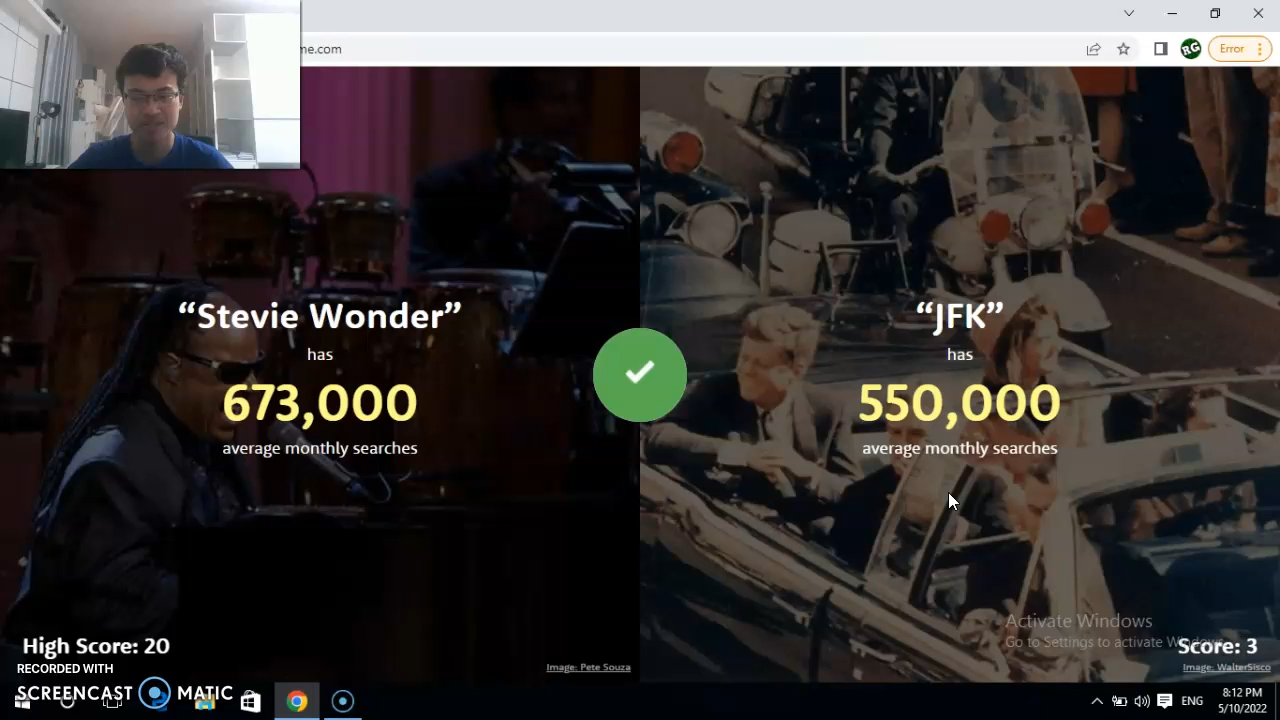 me.com
RG
Error
“Stevie Wonder”
has
673,000
average monthly searches
“JFK”
has
550,000
average monthly searches
Activate Windows
Go to Settings to activate
High Score: 20
Score: 3
Image: Pete Souza
Image: WalterSisco
RECORDED WITH
SCREENCAST MATIC
ENG
8:12 PM
5/10/2022